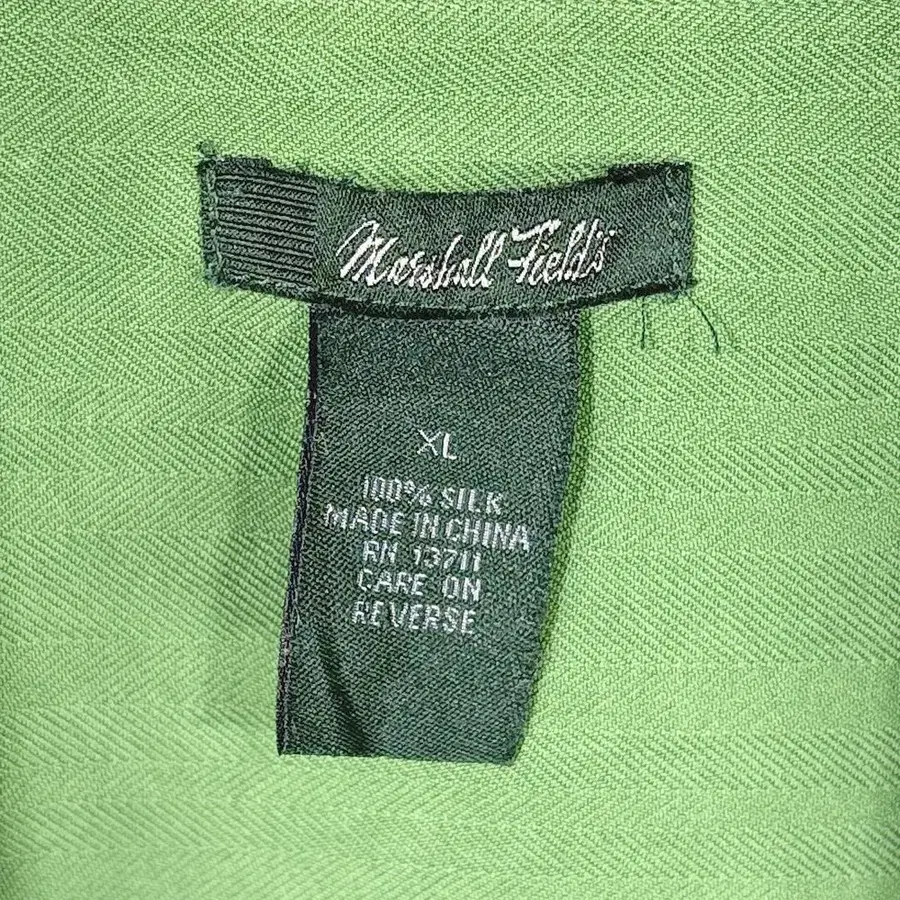 Marshall Field's
XL
100% SILK
MADE IN CHINA
RN 13711
CARE ON
REVERSE